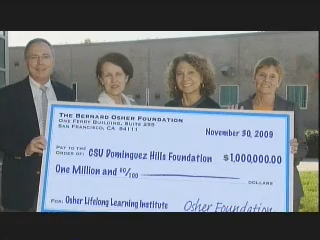 THE BERNARD OSHER FOUNDATION
ONE FERRY BUILDING, SUITE 255
SAN FRANCISCO, CA 94111
November 30, 2009
PAY TO THE
ORDER OF: CSU Dominguez Hills Foundation $1,000,000.00
One Million and 00/100 DOLLARS
FOR: Osher Lifelong Learning Institute Osher Foundation